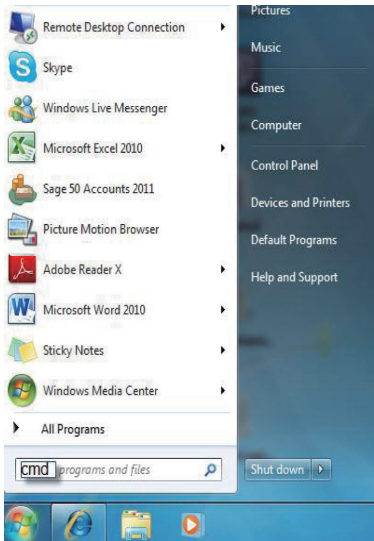 Remote Desktop Connection
Skype
Windows Live Messenger
Microsoft Excel 2010
Sage 50 Accounts 2011
Picture Motion Browser
Adobe Reader X
Microsoft Word 2010
Sticky Notes
Windows Media Center
All Programs
cmd programs and files
Pictures
Music
Games
Computer
Control Panel
Devices and Printers
Default Programs
Help and Support
Shut down